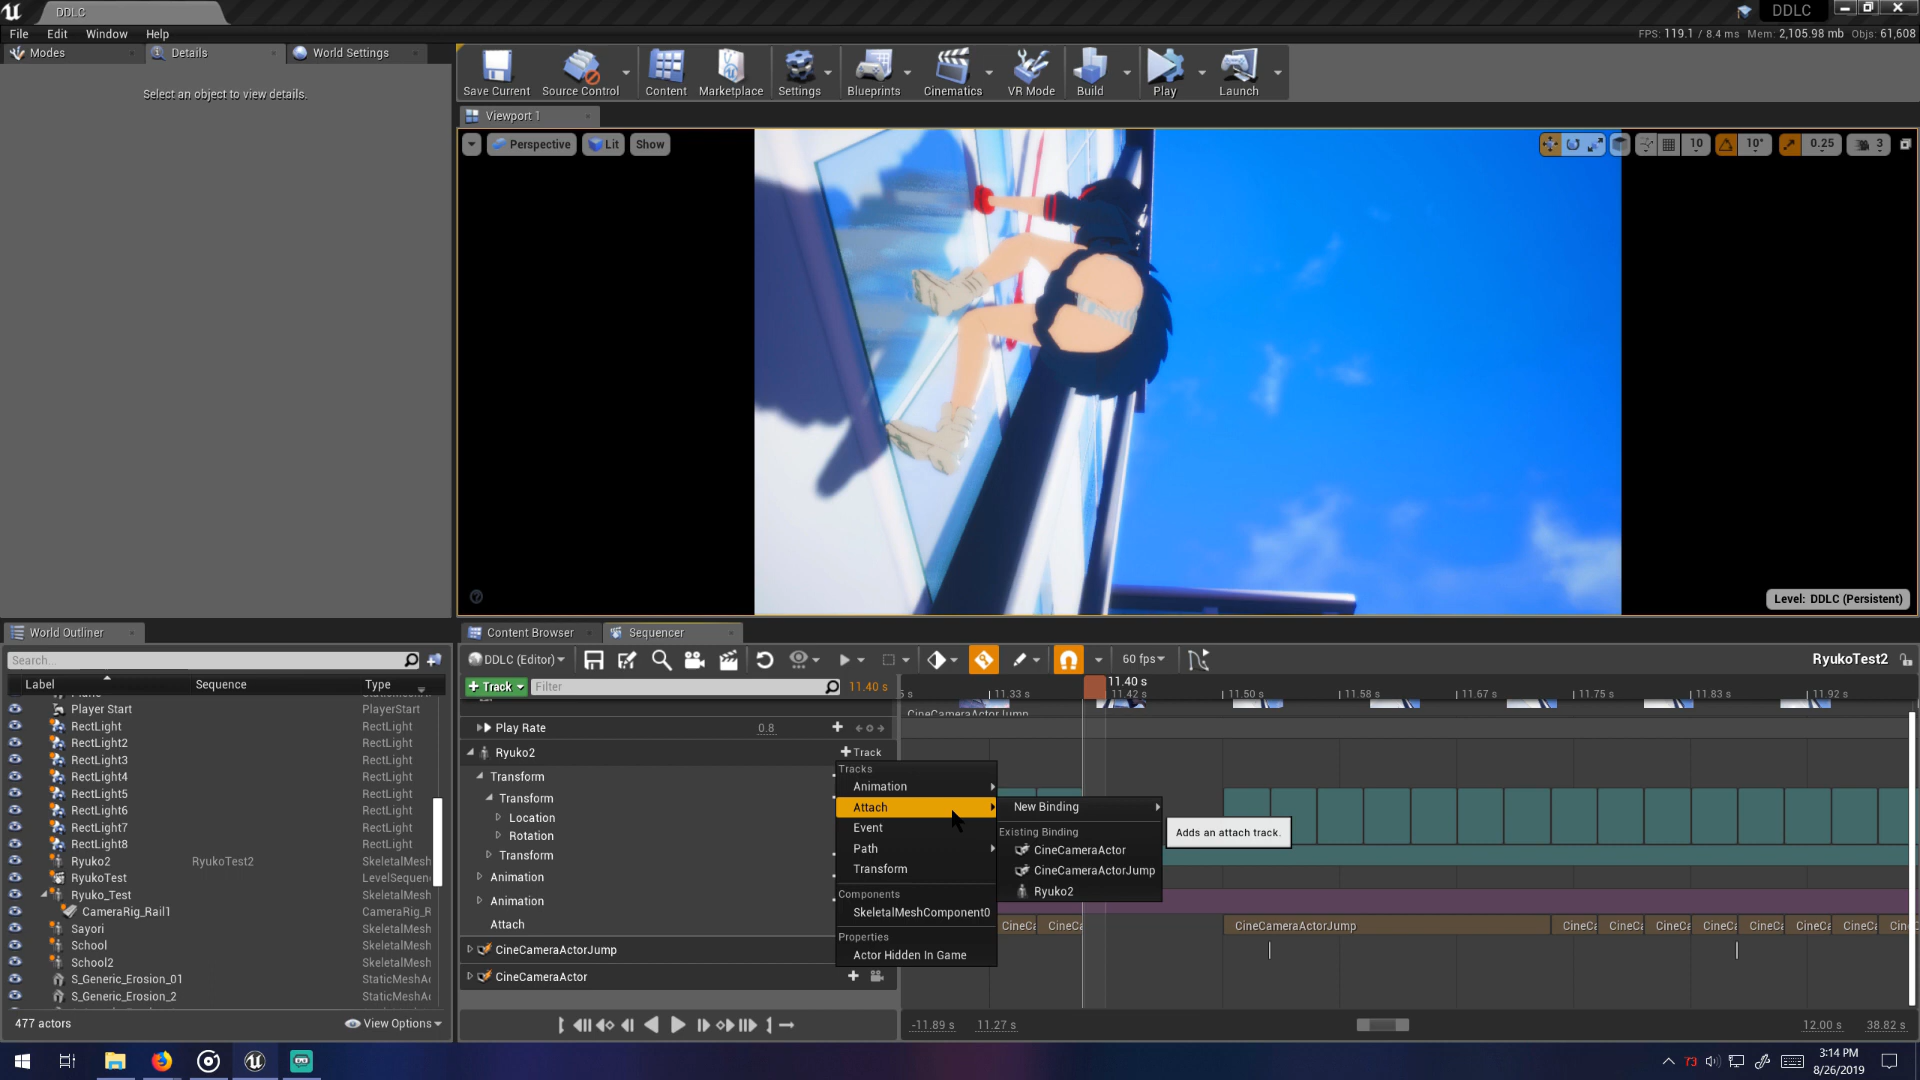 DDLC
DDLC
File Edit Window Help
FPS: 119.1 / 8.4 ms Mem: 2,105.98 mb Objs: 61,608
Modes Details World Settings
Select an object to view details.
Save Current Source Control Content Marketplace Settings Blueprints Cinematics VR Mode Build Play Launch
Viewport 1
Perspective Lit Show
10 10° 0.25 3
Level: DDLC (Persistent)
World Outliner
Content Browser Sequencer
Search...
DDLC (Editor) 60 fps RyukoTest2
Label Sequence Type
Track Filter 11.40 s
11.40 s
5 s 11.33 s 11.42 s 11.50 s 11.58 s 11.67 s 11.75 s 11.83 s 11.92 s
CineCameraActorJump
Player Start PlayerStart
RectLight RectLight
RectLight2 RectLight
RectLight3 RectLight
RectLight4 RectLight
RectLight5 RectLight
RectLight6 RectLight
RectLight7 RectLight
RectLight8 RectLight
Ryuko2 RyukoTest2 SkeletalMesh
RyukoTest LevelSequen
Ryuko_Test SkeletalMesh
CameraRig_Rail1 CameraRig_R
Sayori SkeletalMesh
School SkeletalMesh
School2 SkeletalMesh
S_Generic_Erosion_01 StaticMeshA
S_Generic_Erosion_2 StaticMeshA
477 actors View Options
Play Rate 0.8
Ryuko2 Track
Transform
Transform
Location
Rotation
Transform
Animation
Animation
Attach
CineCameraActorJump
CineCameraActor
Tracks
Animation
Attach
Event
Path
Transform
Components
SkeletalMeshComponent0
Properties
Actor Hidden In Game
New Binding
Existing Binding
CineCameraActor
CineCameraActorJump
Ryuko2
Adds an attach track.
CineCa CineCa CineCameraActorJump CineCa CineCa CineCa CineCa CineCa CineCa CineCa Cin
-11.89 s 11.27 s 12.00 s 38.82 s
73
3:14 PM
8/26/2019